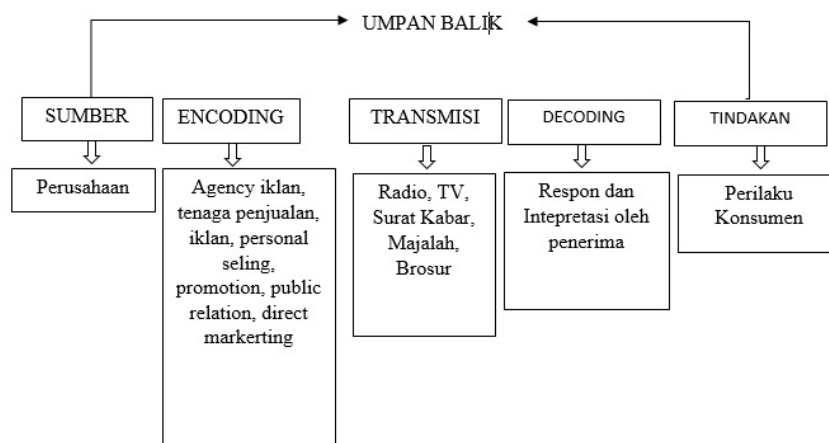 UMPAN BALIK
SUMBER
ENCODING
TRANSMISI
DECODING
TINDAKAN
Perusahaan
Agency iklan,
tenaga penjualan,
iklan, personal
seling,
promotion, public
relation, direct
markerting
Radio, TV,
Surat Kabar,
Majalah,
Brosur
Respon dan
Intepretasi oleh
penerima
Perilaku
Konsumen